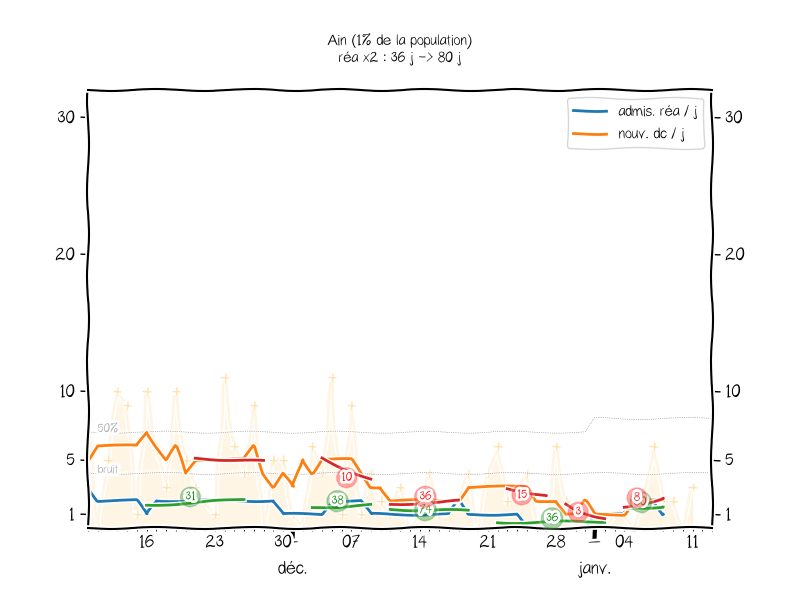 Ain (1% de la population)
réa x2 : 36 j -> 80 j
admis. réa / j
nouv. dc / j
30 30
20 20
10 10
50%
5 5
bruit
1 1
31 10 38 36 15 36 3 8
16 23 30 07 14 21 28 04 11
déc. janv.